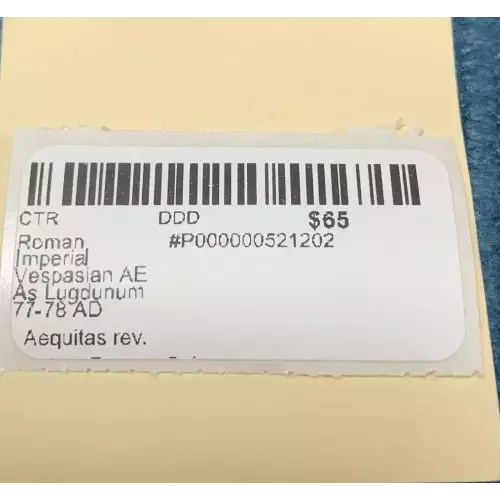 CTR DDD $65
Roman #P000000521202
Imperial
Vespasian AE
As Lugdunum
77-78 AD
Aequitas rev.